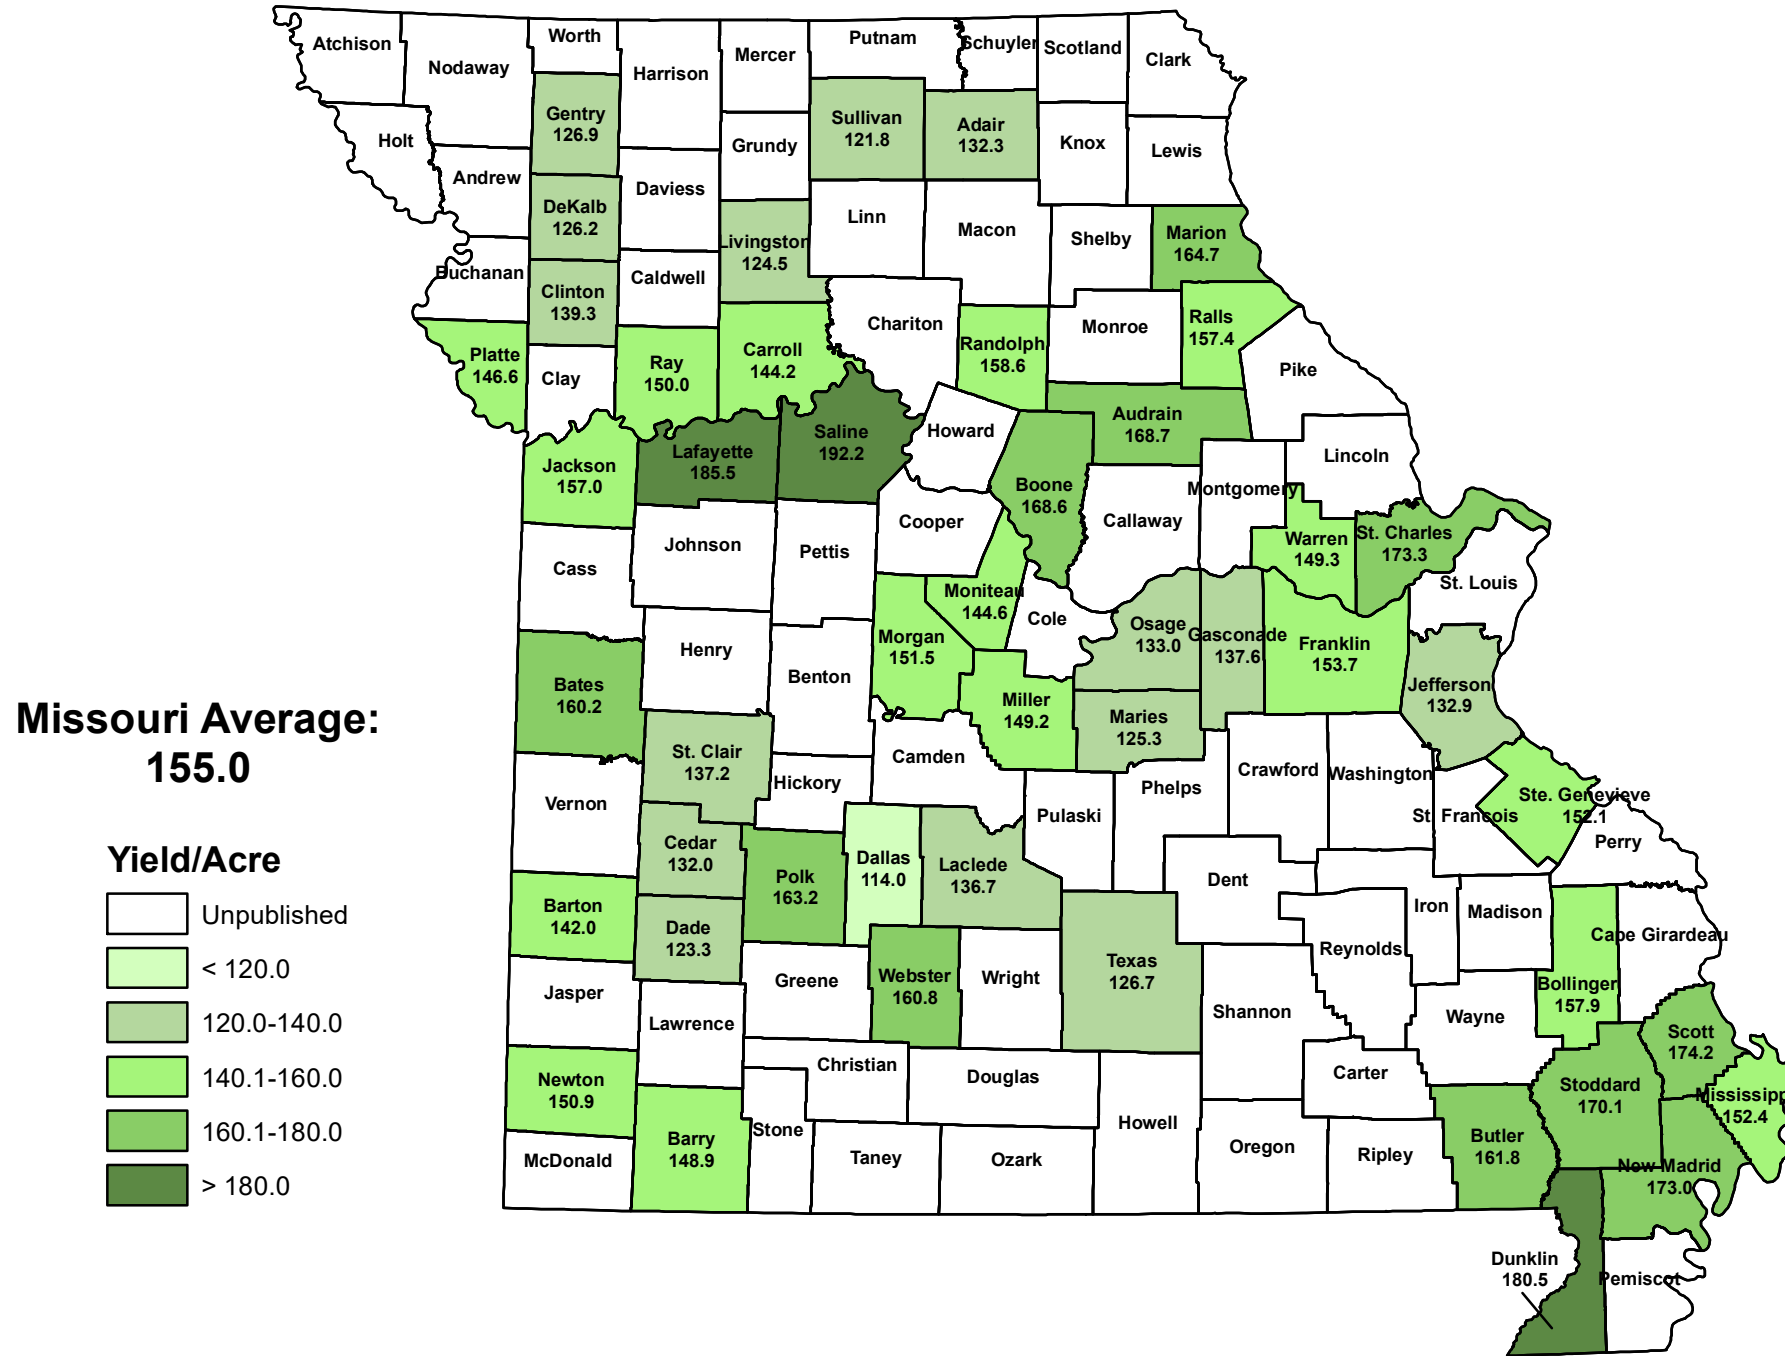 Atchison
Nodaway
Worth
Harrison
Mercer
Putnam
Schuyler
Scotland
Clark
Holt
Gentry
126.9
Sullivan
121.8
Adair
132.3
Knox
Lewis
Grundy
Andrew
Daviess
DeKalb
126.2
Linn
Macon
Shelby
Marion
164.7
Livingston
124.5
Buchanan
Caldwell
Clinton
139.3
Chariton
Monroe
Ralls
157.4
Randolph
158.6
Platte
146.6
Clay
Ray
150.0
Carroll
144.2
Pike
Audrain
168.7
Howard
Saline
192.2
Lafayette
185.5
Jackson
157.0
Lincoln
Boone
168.6
Montgomery
Callaway
Cooper
Warren
149.3
St. Charles
173.3
Johnson
Pettis
Cass
St. Louis
Moniteau
144.6
Cole
Osage
133.0
Gasconade
137.6
Franklin
153.7
Morgan
151.5
Henry
Benton
Bates
160.2
Miller
149.2
Jefferson
132.9
Maries
125.3
Missouri Average:
155.0
St. Clair
137.2
Camden
Hickory
Crawford
Washington
Phelps
Vernon
Pulaski
Ste. Genevieve
152.1
St. Francois
Perry
Cedar
132.0
Dallas
114.0
Laclede
136.7
Polk
163.2
Dent
Yield/Acre
Unpublished
< 120.0
120.0-140.0
140.1-160.0
160.1-180.0
> 180.0
Barton
142.0
Iron
Madison
Dade
123.3
Cape Girardeau
Reynolds
Texas
126.7
Greene
Webster
160.8
Wright
Jasper
Bollinger
157.9
Shannon
Wayne
Lawrence
Scott
174.2
Christian
Douglas
Carter
Newton
150.9
Stoddard
170.1
Mississipp
152.4
Howell
Stone
Barry
148.9
Butler
161.8
Oregon
Ripley
McDonald
Taney
Ozark
New Madrid
173.0
Dunklin
180.5
Pemiscot